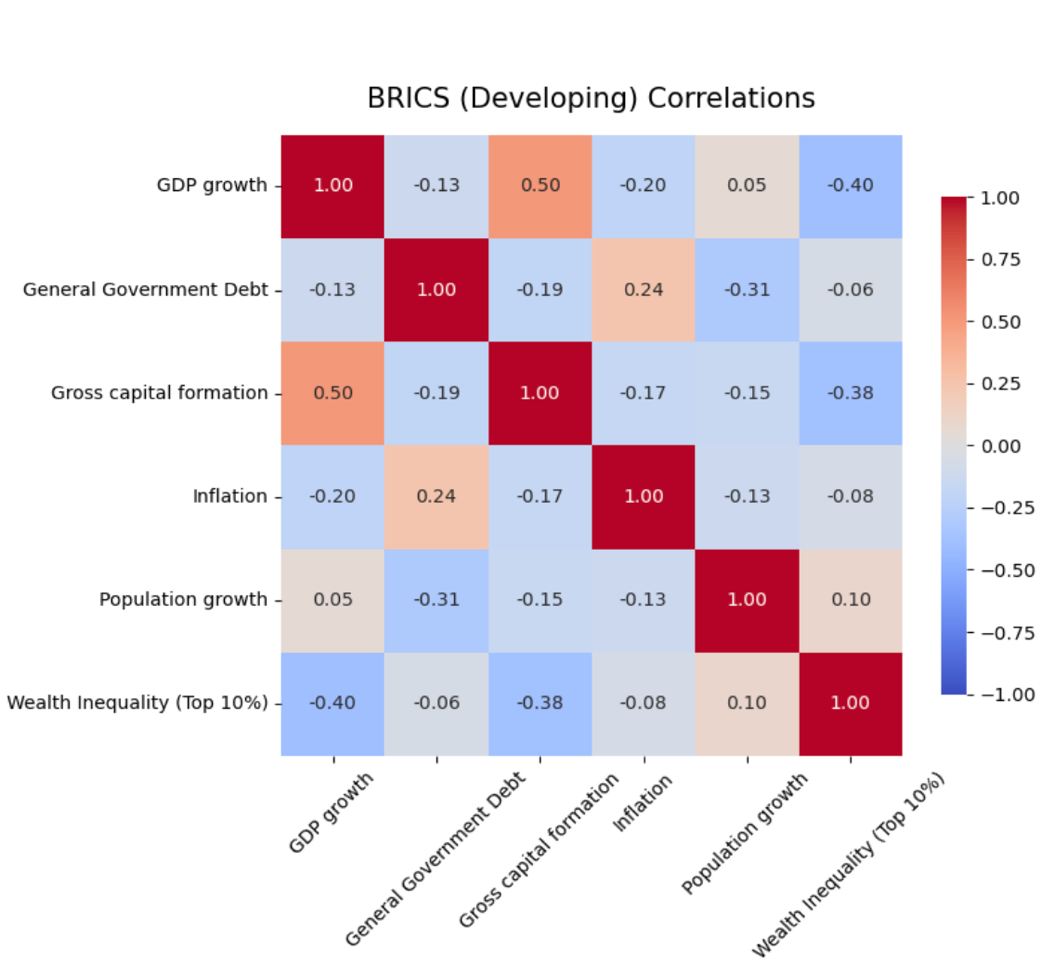 BRICS (Developing) Correlations
GDP growth 1.00 -0.13 0.50 -0.20 0.05 -0.40
General Government Debt -0.13 1.00 -0.19 0.24 -0.31 -0.06
Gross capital formation 0.50 -0.19 1.00 -0.17 -0.15 -0.38
Inflation -0.20 0.24 -0.17 1.00 -0.13 -0.08
Population growth 0.05 -0.31 -0.15 -0.13 1.00 0.10
Wealth Inequality (Top 10%) -0.40 -0.06 -0.38 -0.08 0.10 1.00
GDP growth
General Government Debt
Gross capital formation
Inflation
Population growth
Wealth Inequality (Top 10%)
1.00
0.75
0.50
0.25
0.00
−0.25
−0.50
−0.75
−1.00